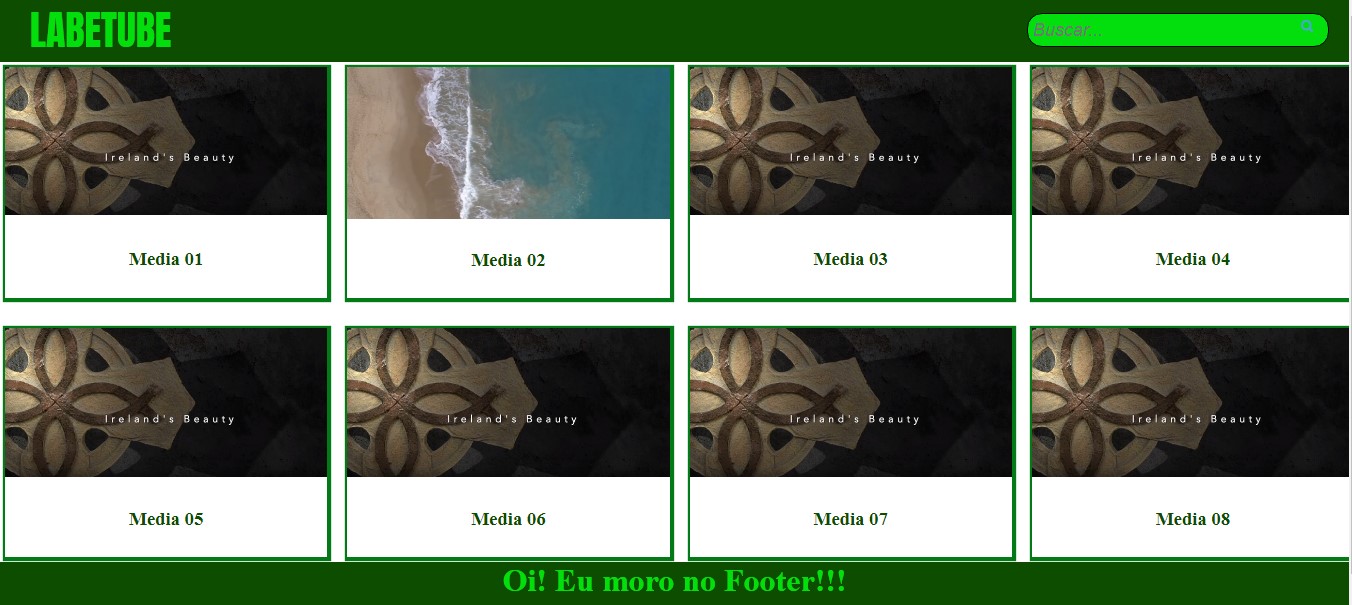 LABETUBE
Buscar...
Ireland's Beauty
Ireland's Beauty
Ireland's Beauty
Media 01
Media 02
Media 03
Media 04
Ireland's Beauty
Ireland's Beauty
Ireland's Beauty
Ireland's Beauty
Media 05
Media 06
Media 07
Media 08
Oi! Eu moro no Footer!!!